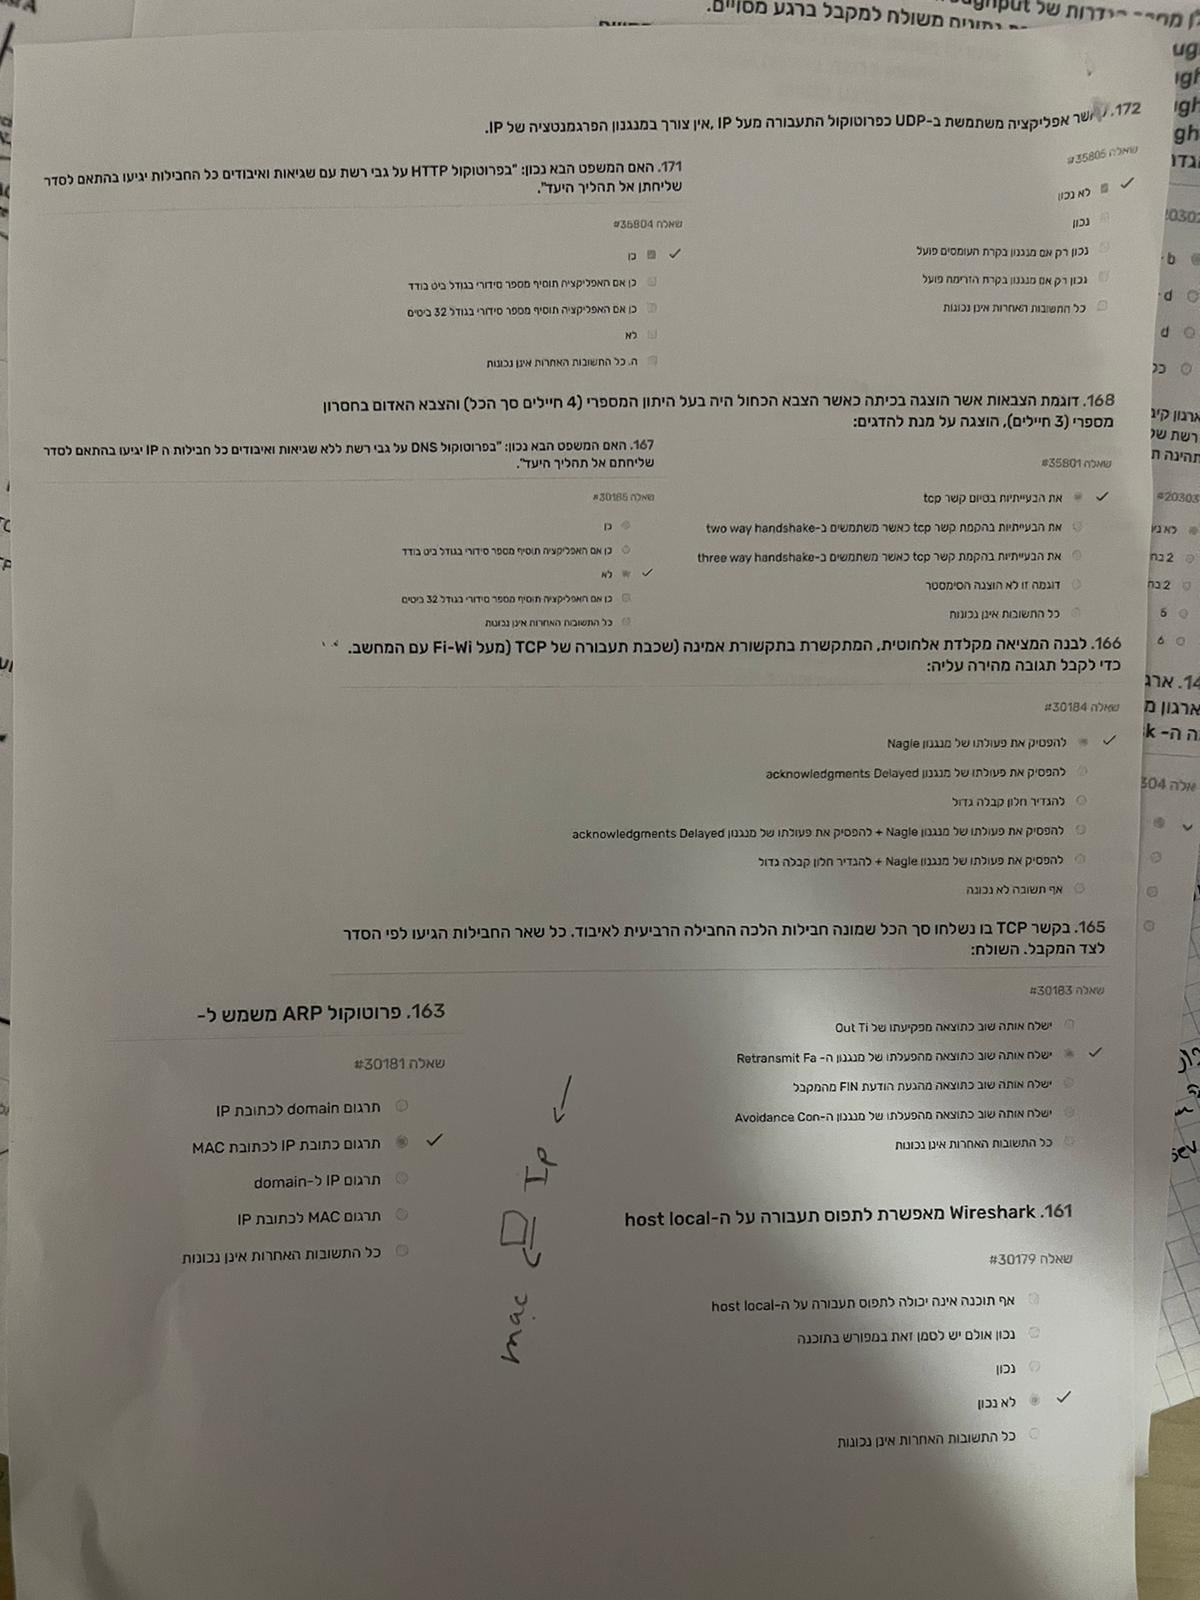 172. אפליקציה משתמשת ב-UDP כפרוטוקול התעבורה מעל IP, אין צורך במנגנון הפרגמנטציה של IP.
שאלה 35805#
לא נכון
נכון
נכון רק אם מנגנון בקרת העומסים פועל
נכון רק אם מנגנון בקרת הזרימה פועל
כל התשובות האחרות אינן נכונות
171. האם המשפט הבא נכון: "בפרוטוקול HTTP על גבי רשת עם שגיאות ואיבודים כל החבילות יגיעו בהתאם לסדר
שליחתן אל תהליך היעד".
שאלה 35804#
כן
כן אם האפליקציה תוסיף מספר סידורי בגודל ביט בודד
כן אם האפליקציה תוסיף מספר סידורי בגודל 32 ביטים
לא
ה. כל התשובות האחרות אינן נכונות
168. דוגמת הצבאות אשר הוצגה בכיתה כאשר הצבא הכחול היה בעל היתון המספרי (4 חיילים סך הכל) והצבא האדום בחסרון
מספרי (3 חיילים), הוצגה על מנת להדגים:
שאלה 35801#
את הבעייתיות בסיום קשר tcp
את הבעייתיות בהקמת קשר tcp כאשר משתמשים ב-two way handshake
את הבעייתיות בהקמת קשר tcp כאשר משתמשים ב-three way handshake
דוגמה זו לא הוצגה הסימסטר
כל התשובות אינן נכונות
167. האם המשפט הבא נכון: "בפרוטוקול DNS על גבי רשת ללא שגיאות ואיבודים כל חבילות ה IP יגיעו בהתאם לסדר
שליחתם אל תהליך היעד".
שאלה 30185#
כן
כן אם האפליקציה תוסיף מספר סידורי בגודל ביט בודד
לא
כן אם האפליקציה תוסיף מספר סידורי בגודל 32 ביטים
כל התשובות האחרות אינן נכונות
166. לבנה המציאה מקלדת אלחוטית, המתקשרת בתקשורת אמינה (שכבת תעבורה של TCP (מעל Fi-Wi עם המחשב.
כדי לקבל תגובה מהירה עליה:
שאלה 30184#
להפסיק את פעולתו של מנגנון Nagle
להפסיק את פעולתו של מנגנון acknowledgments Delayed
להגדיר חלון קבלה גדול
להפסיק את פעולתו של מנגנון Nagle + להפסיק את פעולתו של מנגנון acknowledgments Delayed
להפסיק את פעולתו של מנגנון Nagle + להגדיר חלון קבלה גדול
אף תשובה לא נכונה
165. בקשר TCP בו נשלחו סך הכל שמונה חבילות הלכה החבילה הרביעית לאיבוד. כל שאר החבילות הגיעו לפי הסדר
לצד המקבל. השולח:
שאלה 30183#
ישלח אותה שוב כתוצאה מפקיעתו של Out Ti
ישלח אותה שוב כתוצאה מהפעלתו של מנגנון ה- Retransmit Fa
ישלח אותה שוב כתוצאה מהגעת הודעת FIN מהמקבל
ישלח אותה שוב כתוצאה מהפעלתו של מנגנון ה-Avoidance Con
כל התשובות האחרות אינן נכונות
163. פרוטוקול ARP משמש ל-
שאלה 30181#
תרגום domain לכתובת IP
תרגום כתובת IP לכתובת MAC
תרגום IP ל-domain
תרגום MAC לכתובת IP
כל התשובות האחרות אינן נכונות
IP
mac
161. Wireshark מאפשרת לתפוס תעבורה על ה-host local
שאלה 30179#
אף תוכנה אינה יכולה לתפוס תעבורה על ה-host local
נכון אולם יש לסמן זאת במפורש בתוכנה
נכון
לא נכון
כל התשובות האחרות אינן נכונות